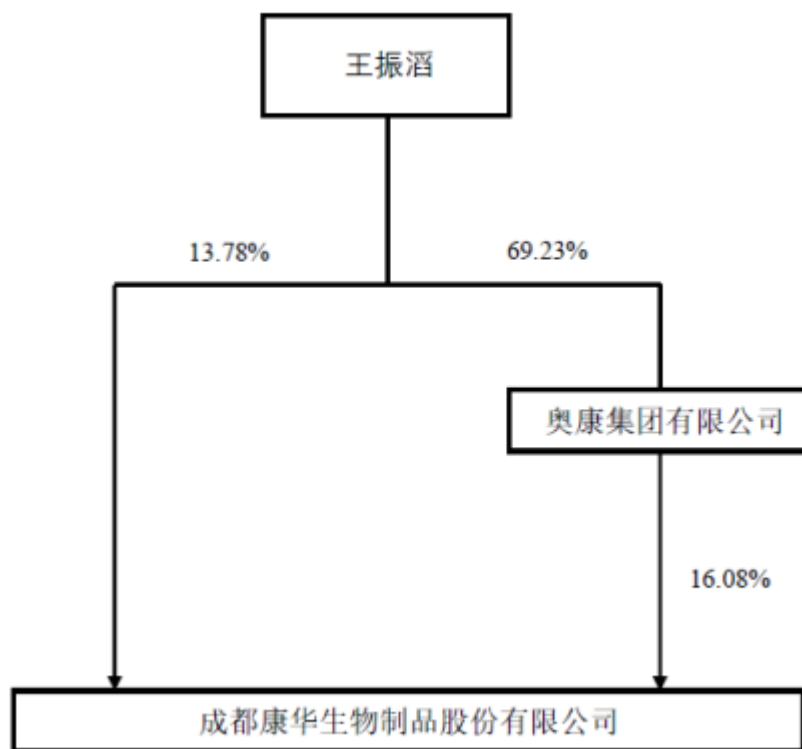 王振滔
13.78%
69.23%
奥康集团有限公司
16.08%
成都康华生物制品股份有限公司